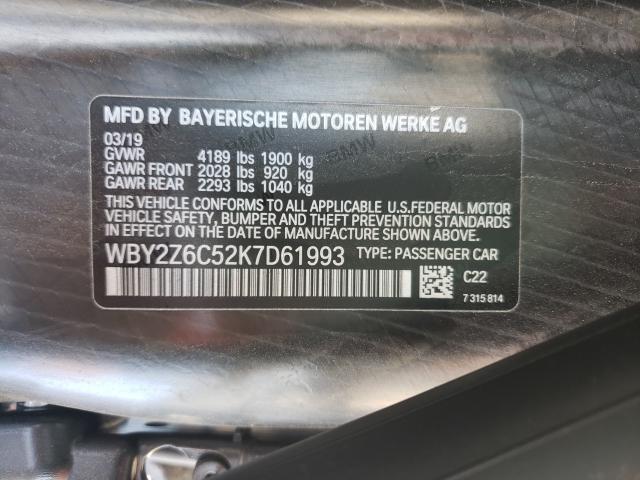 MFD BY BAYERISCHE MOTOREN WERKE AG
03/19
GVWR 4189 lbs 1900 kg
GAWR FRONT 2028 lbs 920 kg
GAWR REAR 2293 lbs 1040 kg
THIS VEHICLE CONFORMS TO ALL APPLICABLE U.S.FEDERAL MOTOR
VEHICLE SAFETY, BUMPER AND THEFT PREVENTION STANDARDS
IN EFFECT ON THE DATE OF MANUFACTURE SHOWN ABOVE.
WBY2Z6C52K7D61993 TYPE: PASSENGER CAR
C22
7 315 814
BMW
BMW